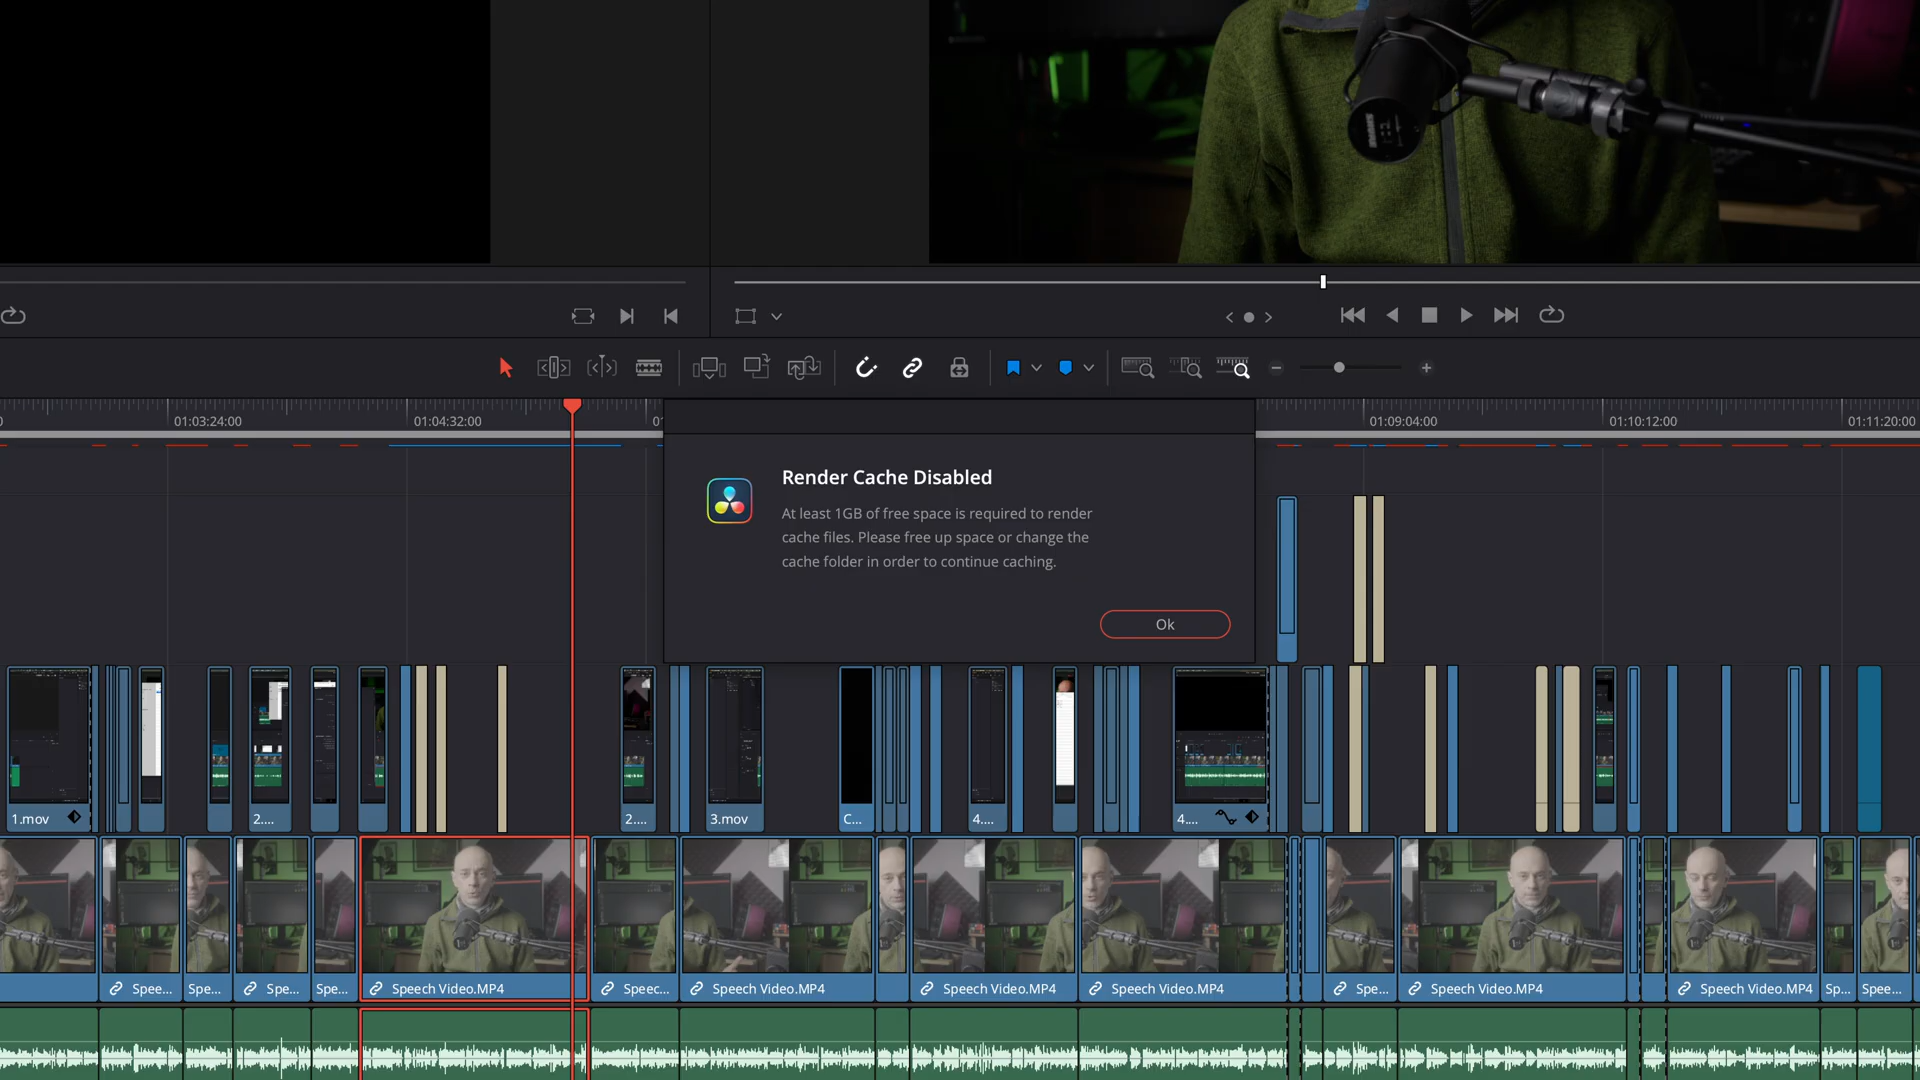 01:03:24:00
01:04:32:00
01:09:04:00
01:10:12:00
01:11:20:00
Render Cache Disabled
At least 1GB of free space is required to render
cache files. Please free up space or change the
cache folder in order to continue caching.
Ok
1.mov
2....
2....
3.mov
C...
4....
4....
Spee...
Spe...
Spe...
Spe...
Speech Video.MP4
Speec...
Speech Video.MP4
Speech Video.MP4
Speech Video.MP4
Spe...
Speech Video.MP4
Speech Video.MP4
Sp...
Spee...